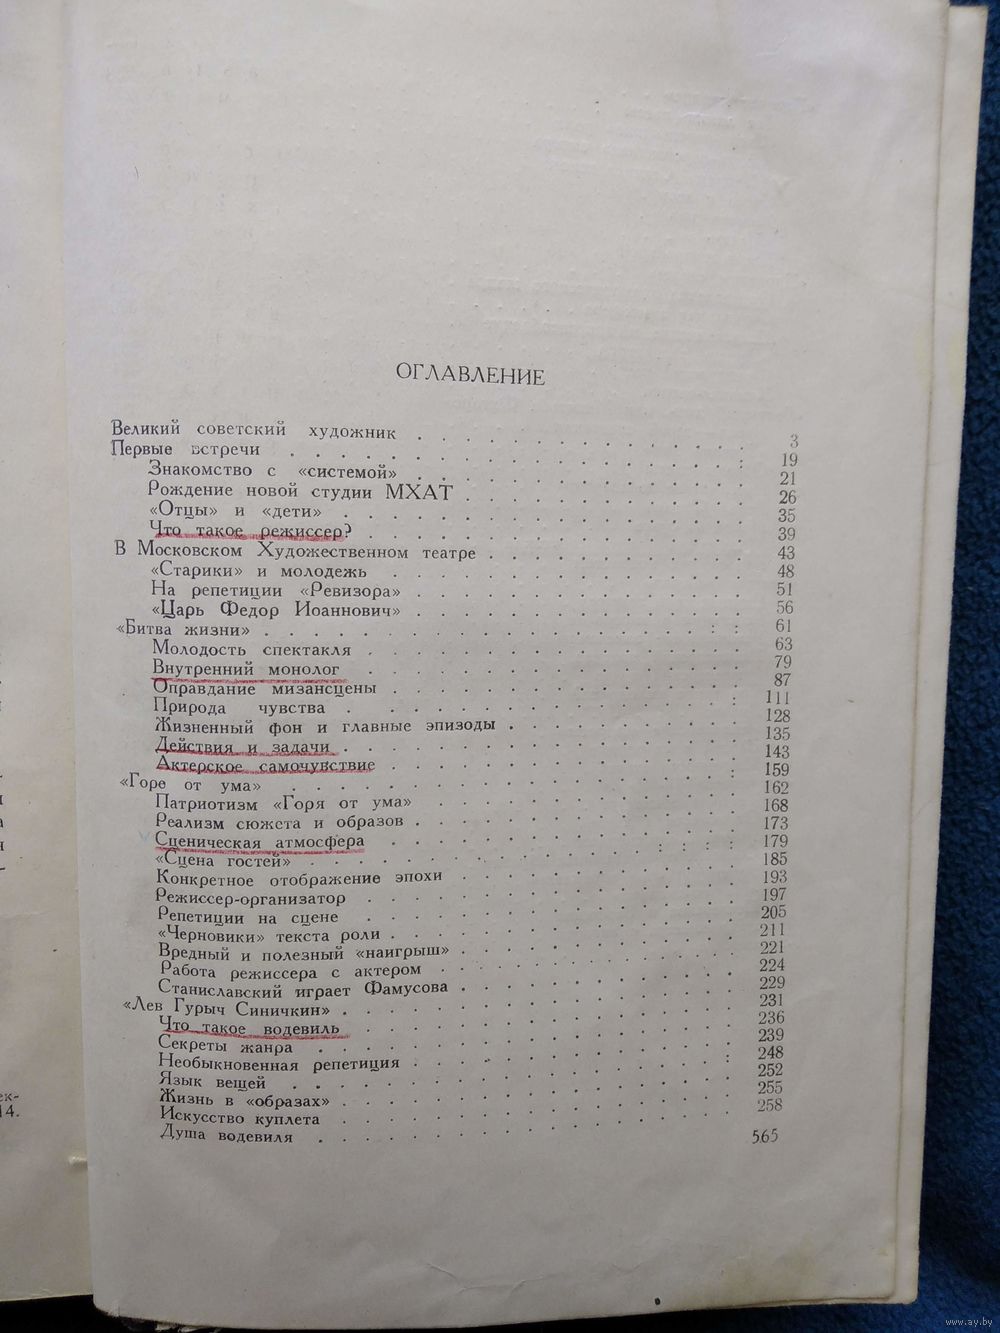 ОГЛАВЛЕНИЕ
Великий советский художник 3
Первые встречи 19
Знакомство с «системой» 21
Рождение новой студии МХАТ 26
«Отцы» и «дети» 35
Что такое режиссер? 39
В Московском Художественном театре 43
«Старики» и молодежь 48
На репетиции «Ревизора» 51
«Царь Федор Иоаннович» 56
«Битва жизни» 61
Молодость спектакля 63
Внутренний монолог 79
Оправдание мизансцены 87
Природа чувства 111
Жизненный фон и главные эпизоды 128
Действия и задачи 135
Актерское самочувствие 143
«Горе от ума» 159
Патриотизм «Горя от ума» 162
Реализм сюжета и образов 168
Сценическая атмосфера 173
«Сцена гостей» 179
Конкретное отображение эпохи 185
Режиссер-организатор 193
Репетиции на сцене 197
«Черновики» текста роли 205
Вредный и полезный «наигрыш» 211
Работа режиссера с актером 221
Станиславский играет Фамусова 224
«Лев Гурыч Синичкин» 229
Что такое водевиль 231
Секреты жанра 236
Необыкновенная репетиция 239
Язык вещей 248
Жизнь в «образах» 252
Искусство куплета 255
Душа водевиля 258
565
ек-
14.
www.ay.by